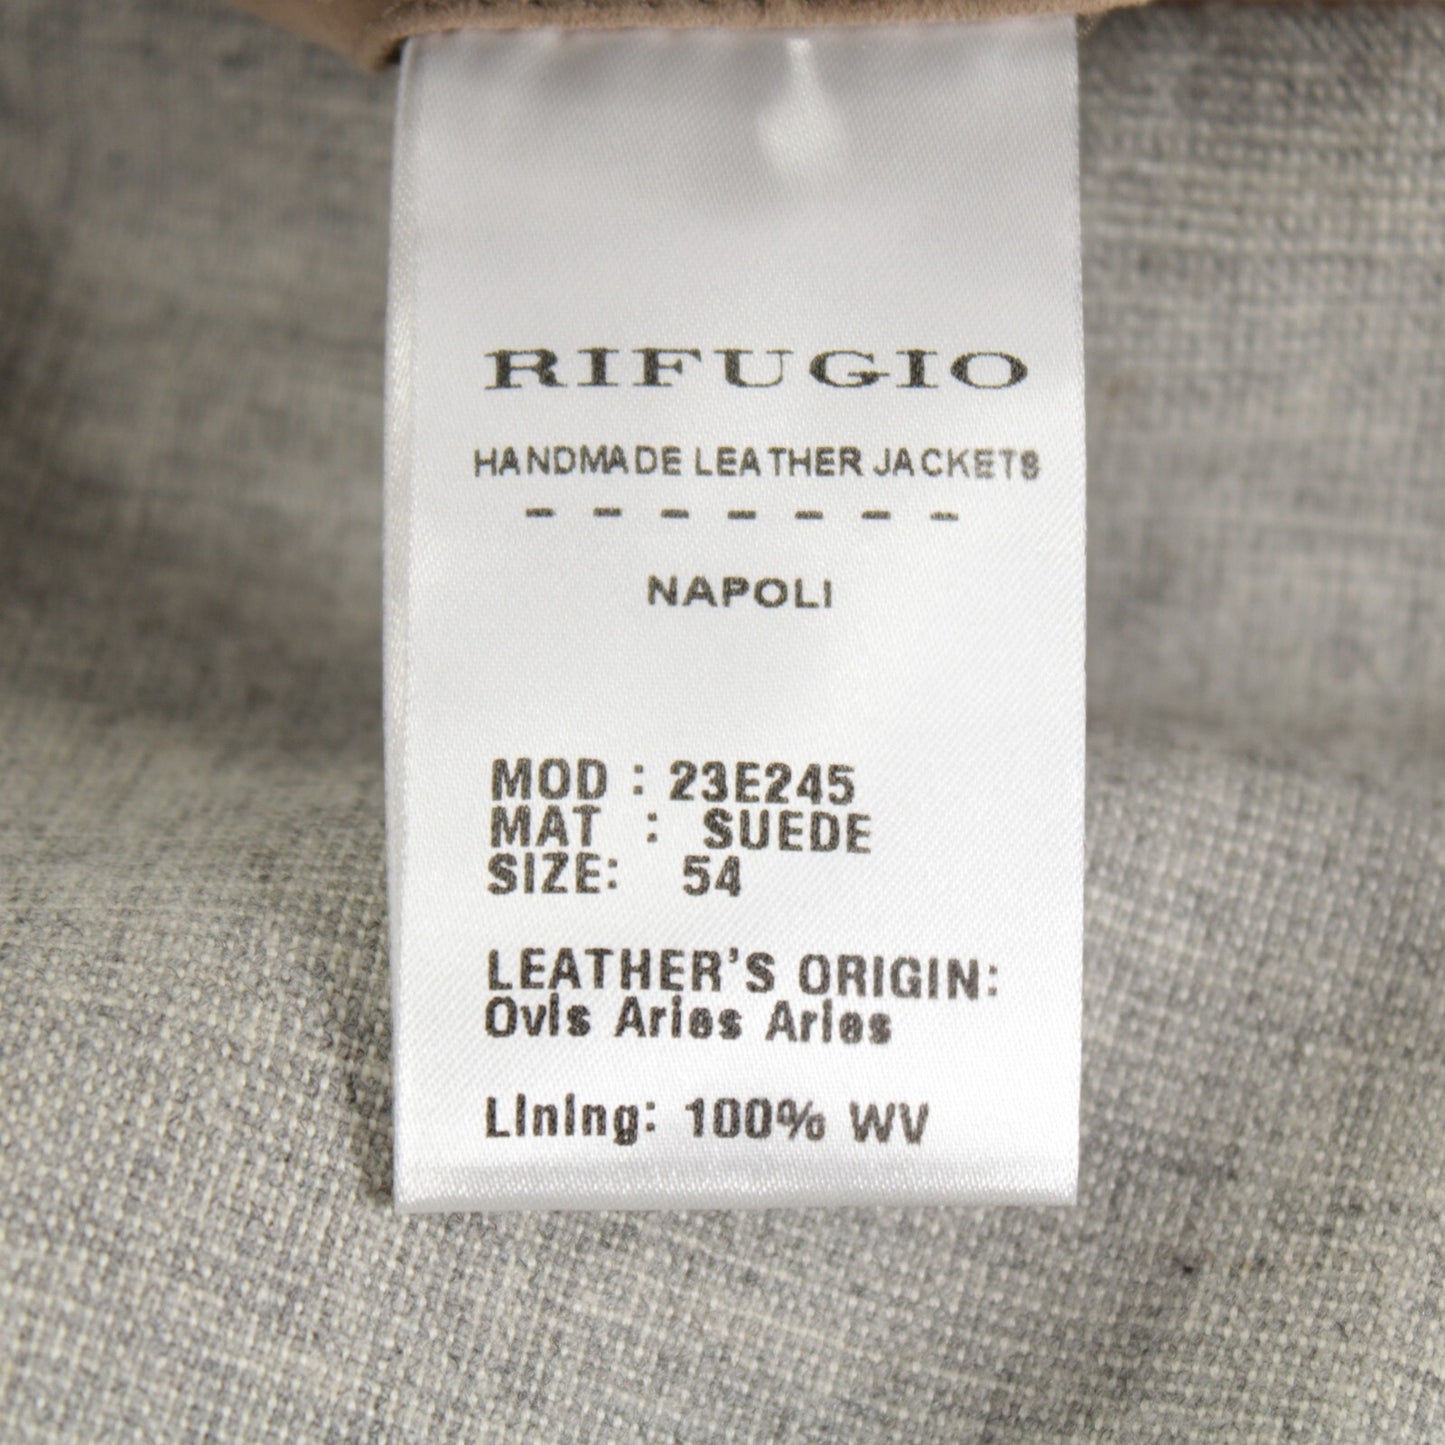 RIFUGIO
HANDMADE LEATHER JACKETS
- - - - - - -
NAPOLI
MOD : 23E245
MAT : SUEDE
SIZE: 54
LEATHER'S ORIGIN:
Ovis Aries Aries
Lining: 100% WV